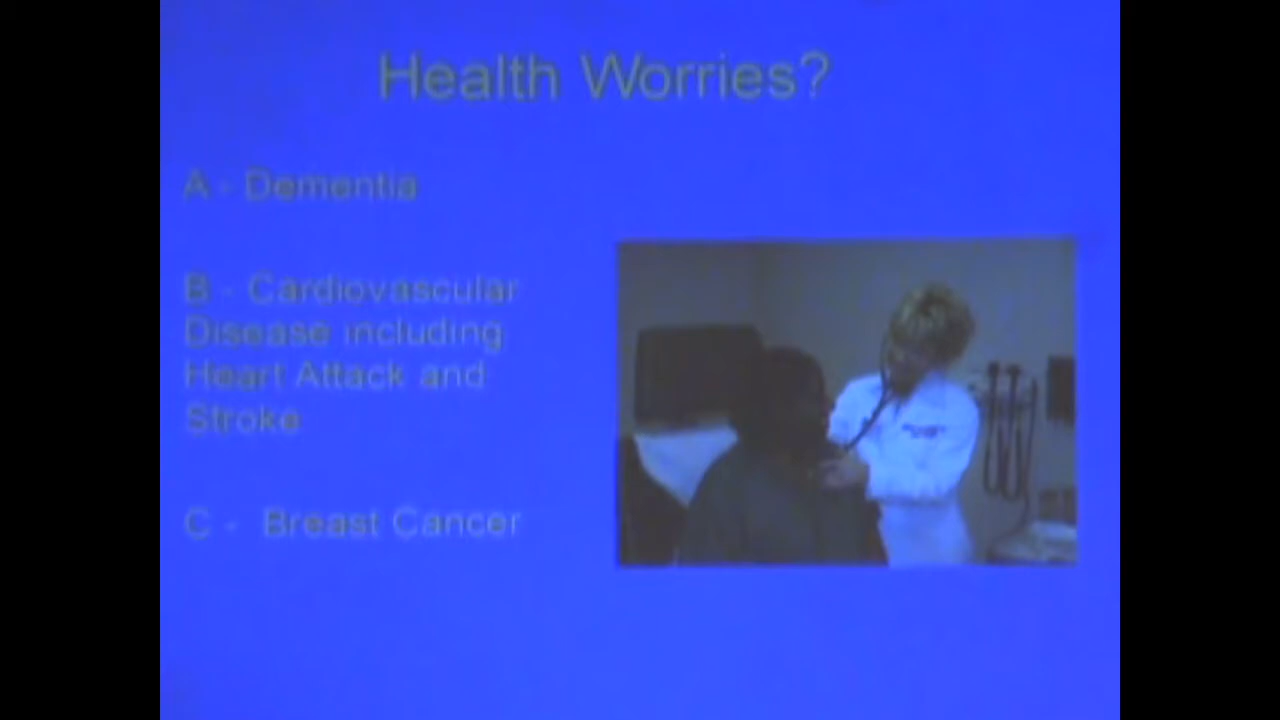 Health Worries?
A - Dementia
B - Cardiovascular
Disease including
Heart Attack and
Stroke
C - Breast Cancer